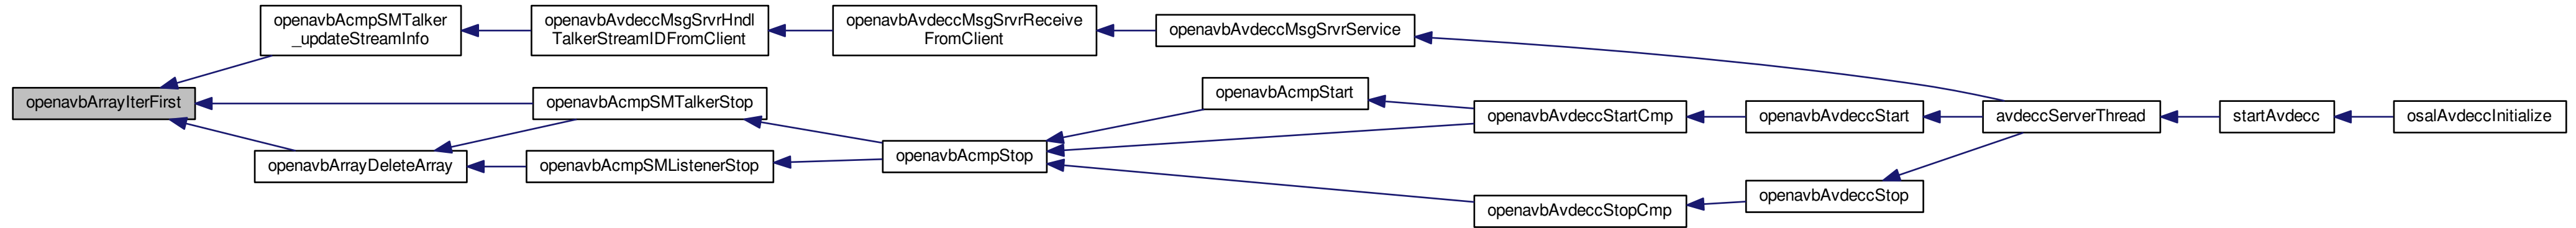 openavbArrayIterFirst
openavbAcmpSMTalker
_updateStreamInfo
openavbAcmpSMTalkerStop
openavbArrayDeleteArray
openavbAvdeccMsgSrvrHndl
TalkerStreamIDFromClient
openavbAcmpSMListenerStop
openavbAvdeccMsgSrvrReceive
FromClient
openavbAcmpStop
openavbAvdeccMsgSrvrService
openavbAcmpStart
openavbAvdeccStartCmp
openavbAvdeccStopCmp
openavbAvdeccStart
openavbAvdeccStop
avdeccServerThread
startAvdecc
osalAvdeccInitialize